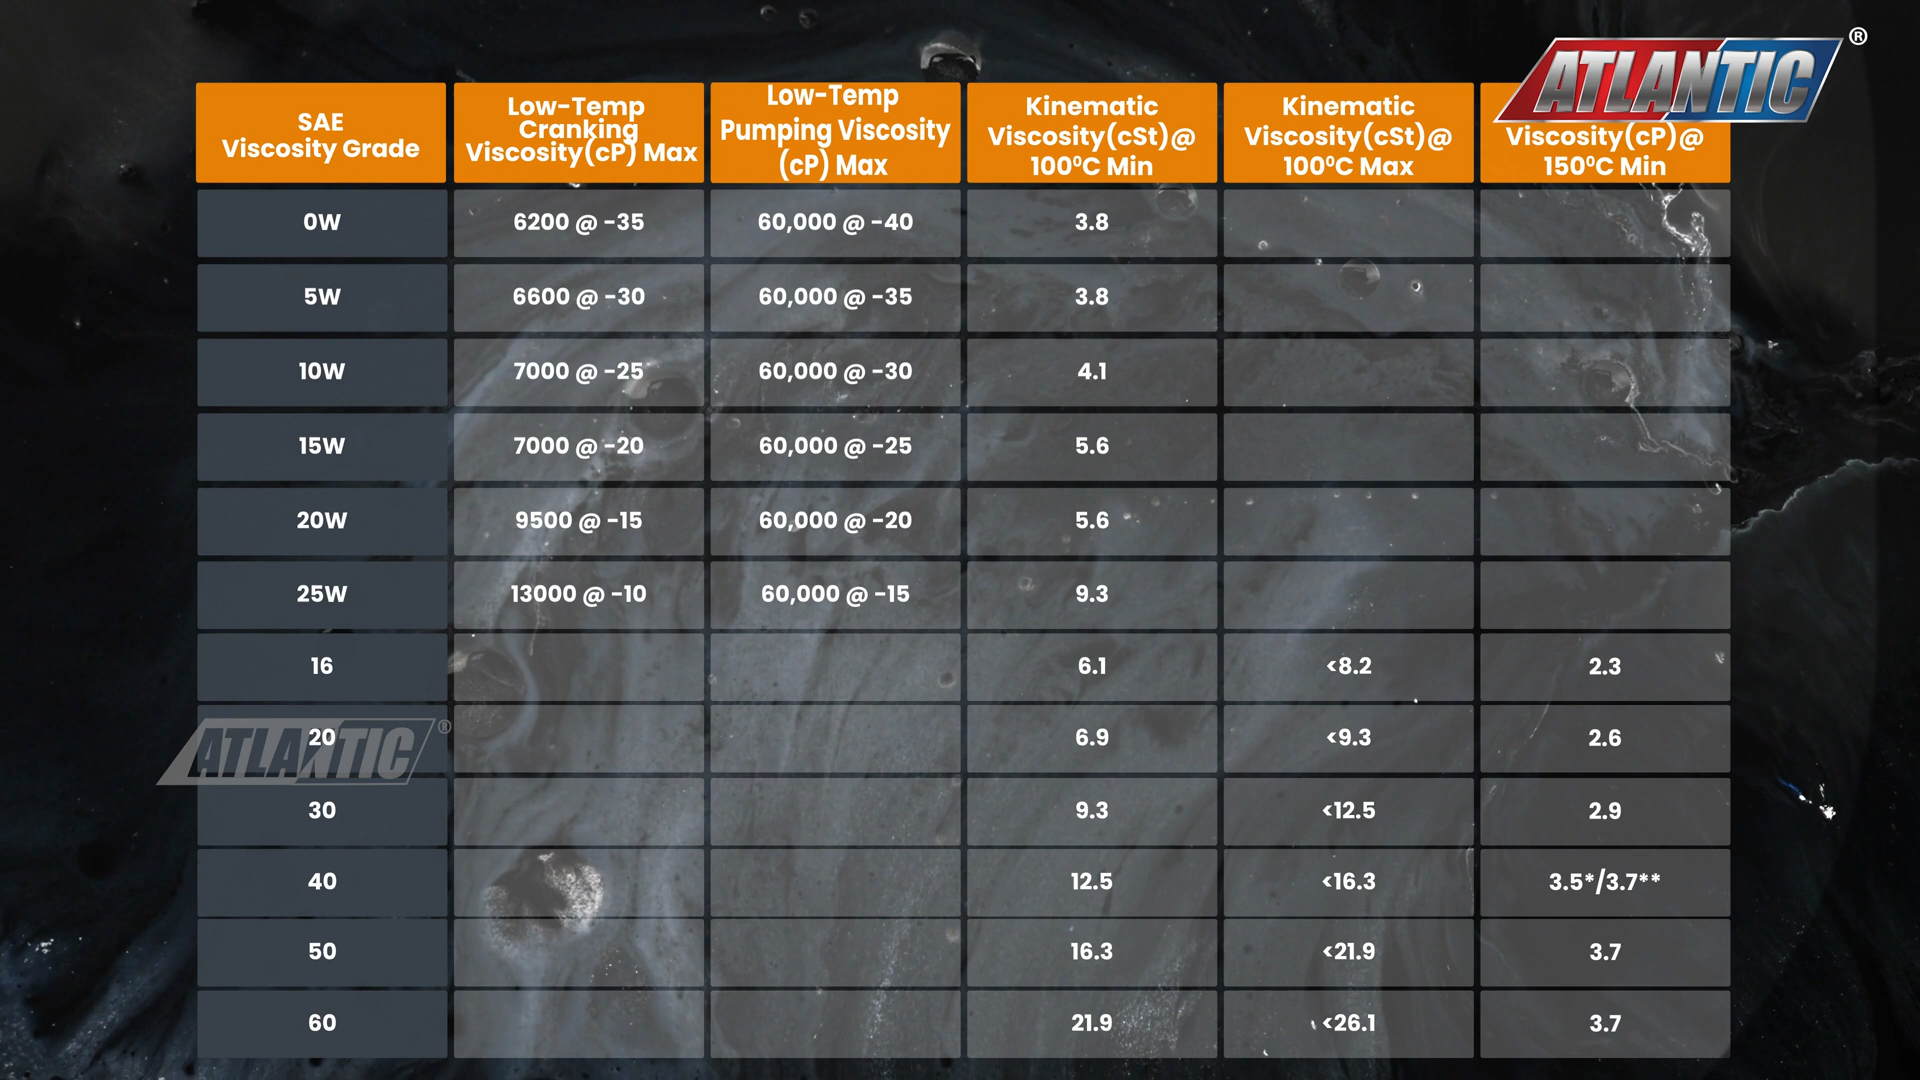 ATLANTIC ®
SAE
Viscosity Grade
Low-Temp
Cranking
Viscosity(cP) Max
Low-Temp
Pumping Viscosity
(cP) Max
Kinematic
Viscosity(cSt)@
100⁰C Min
Kinematic
Viscosity(cSt)@
100⁰C Max
Viscosity(cP)@
150⁰C Min
0W 6200 @ -35 60,000 @ -40 3.8
5W 6600 @ -30 60,000 @ -35 3.8
10W 7000 @ -25 60,000 @ -30 4.1
15W 7000 @ -20 60,000 @ -25 5.6
20W 9500 @ -15 60,000 @ -20 5.6
25W 13000 @ -10 60,000 @ -15 9.3
16 6.1 <8.2 2.3
20 6.9 <9.3 2.6
ATLANTIC ®
30 9.3 <12.5 2.9
40 12.5 <16.3 3.5*/3.7**
50 16.3 <21.9 3.7
60 21.9 <26.1 3.7